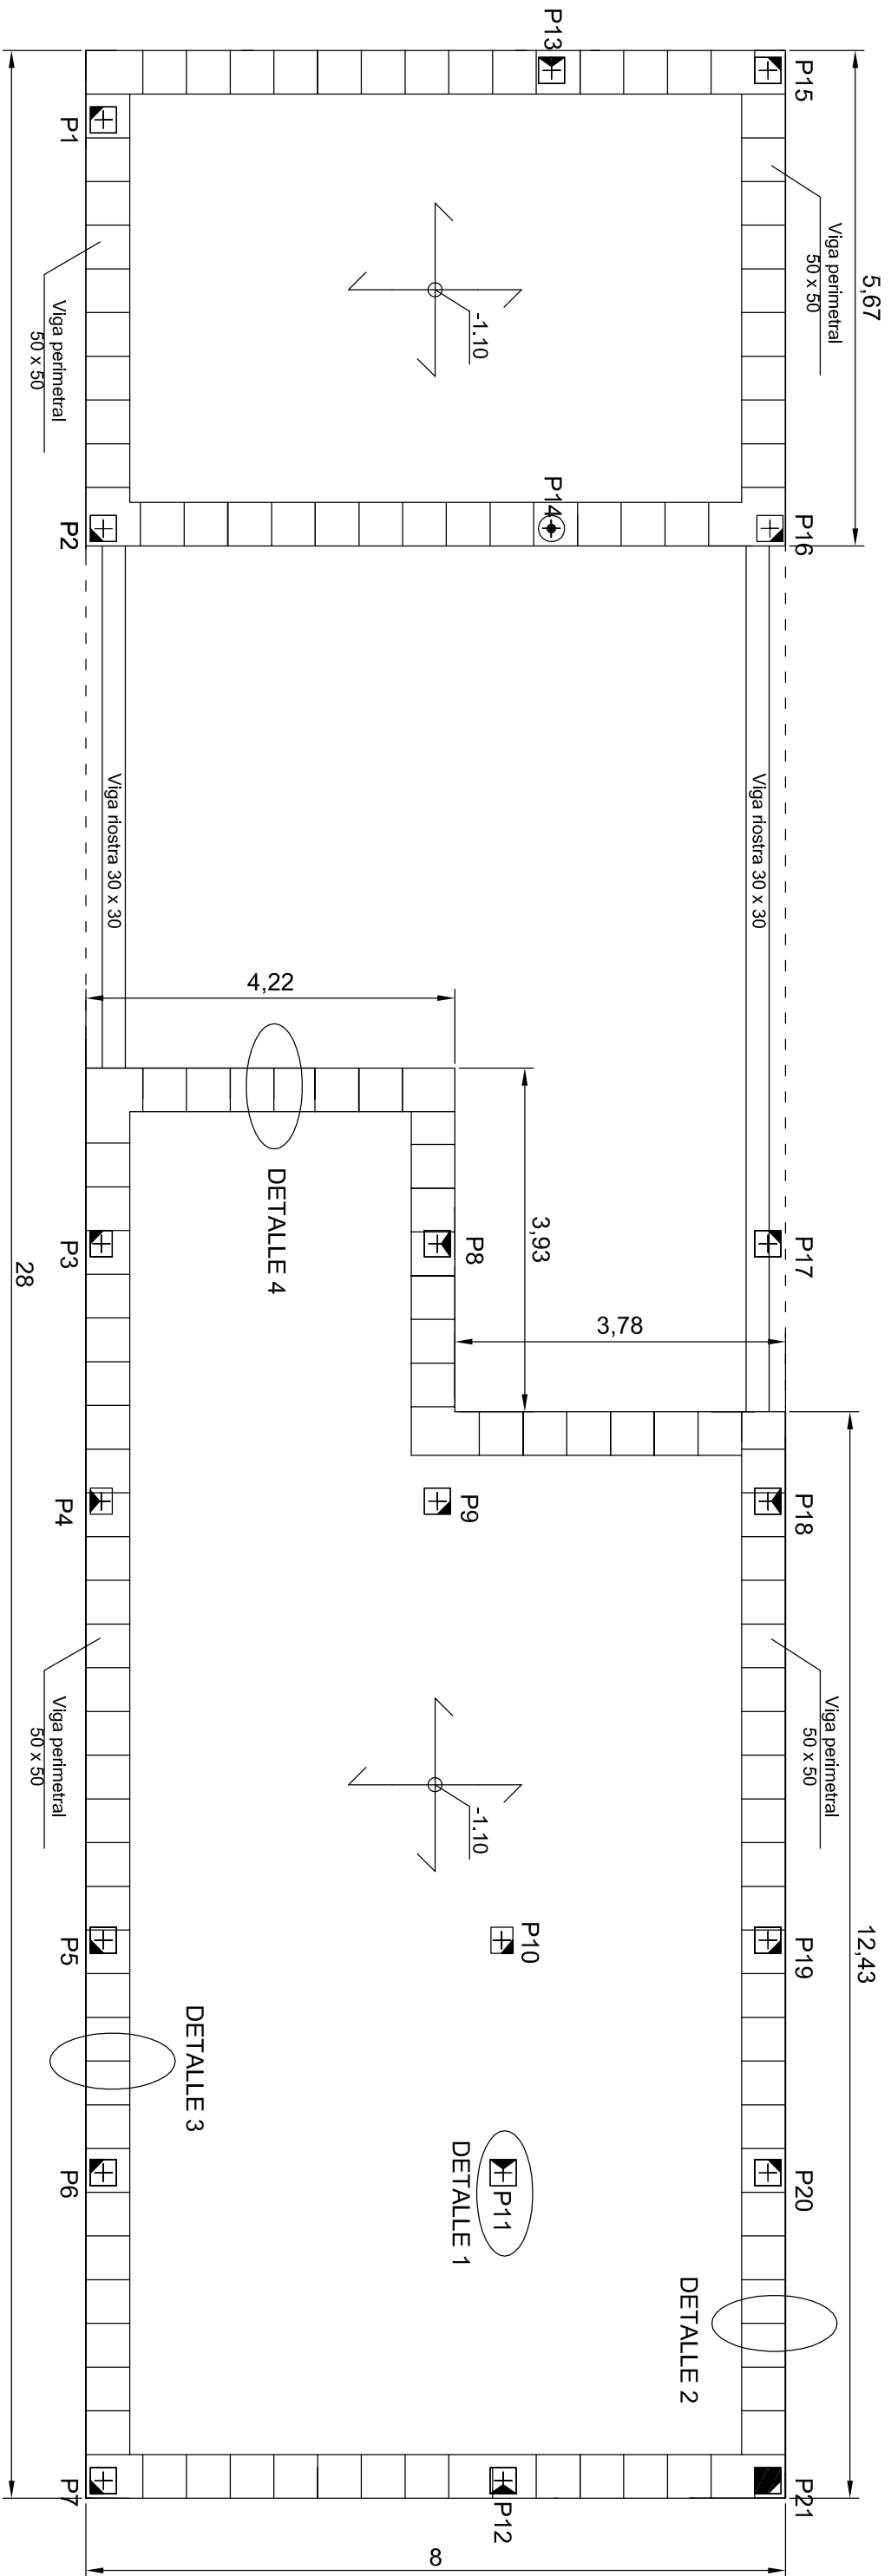 P15
P16
P17
P18
P19
P20
P21
5,67
12,43
Viga perimetral
50 x 50
Viga perimetral
50 x 50
Viga riostra 30 x 30
P13
P14
-1.10
3,78
3,93
4,22
P8
P9
P10
P11
P12
DETALLE 1
DETALLE 2
-1.10
DETALLE 4
DETALLE 3
8
Viga riostra 30 x 30
P1
P2
P3
P4
P5
P6
P7
Viga perimetral
50 x 50
Viga perimetral
50 x 50
28